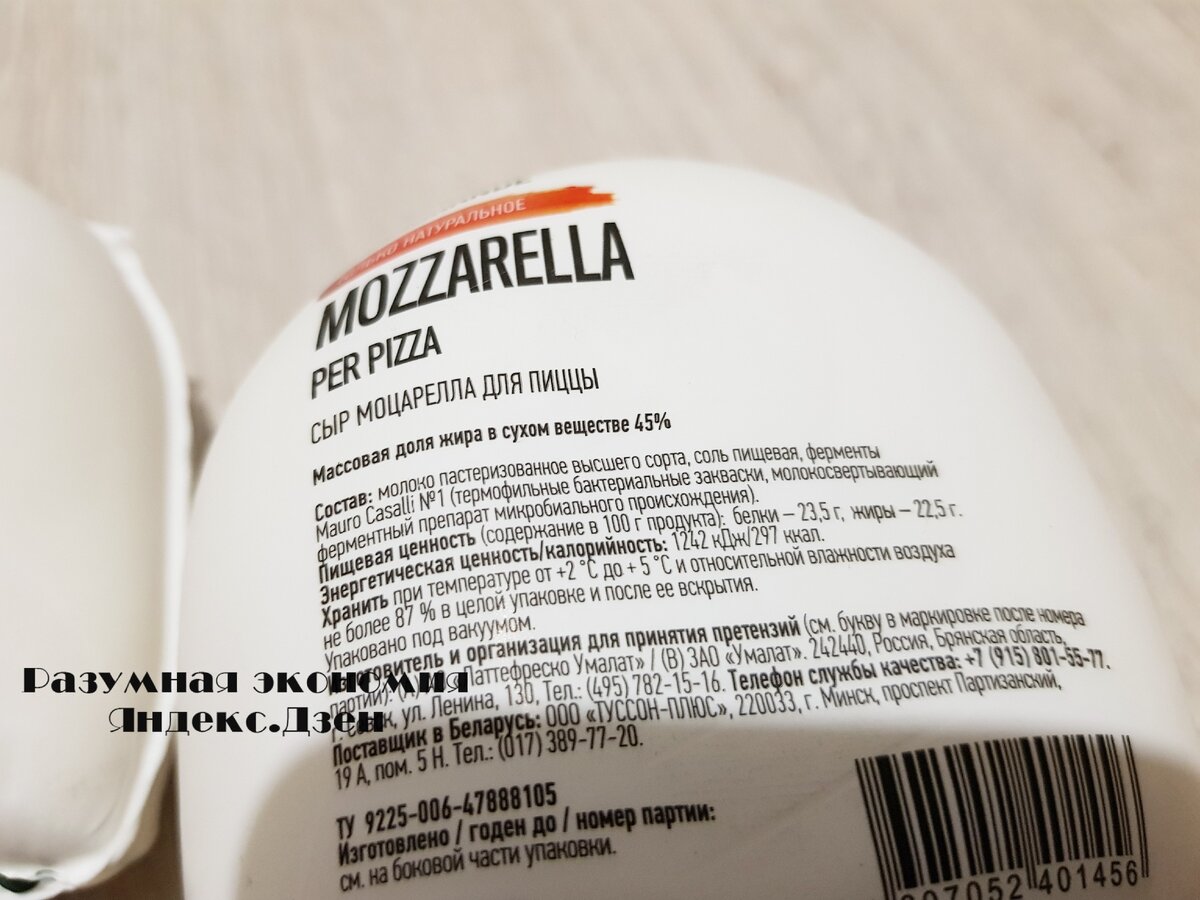 ТОЛЬКО НАТУРАЛЬНОЕ
MOZZARELLA
PER PIZZA
СЫР МОЦАРЕЛЛА ДЛЯ ПИЦЦЫ
Массовая доля жира в сухом веществе 45%
Состав: молоко пастеризованное высшего сорта, соль пищевая, ферменты
Mauro Casalli №1 (термофильные бактериальные закваски, молокосвертывающий
ферментный препарат микробиального происхождения).
Пищевая ценность (содержание в 100 г продукта): белки – 23,5 г, жиры – 22,5 г.
Энергетическая ценность/калорийность: 1242 кДж/297 ккал.
Хранить при температуре от +2 °С до + 5 °С и относительной влажности воздуха
не более 87 % в целой упаковке и после ее вскрытия.
Упаковано под вакуумом.
Изготовитель и организация для принятия претензий (см. букву в маркировке после номера
партии): «Паттефреско Умалат» / (В) ЗАО «Умалат». 242440, Россия, Брянская область,
ул. Ленина, 130, Тел.: (495) 782-15-16. Телефон службы качества: +7 (915) 801-55-77.
Поставщик в Беларусь: ООО «ТУССОН-ПЛЮС», 220033, г. Минск, проспект Партизанский,
19 А, пом. 5 Н. Тел.: (017) 389-77-20.
ТУ 9225-006-47888105
Изготовлено / годен до / номер партии:
см. на боковой части упаковки.
007052 401456
Разумная экономия
Яндекс.Дзен